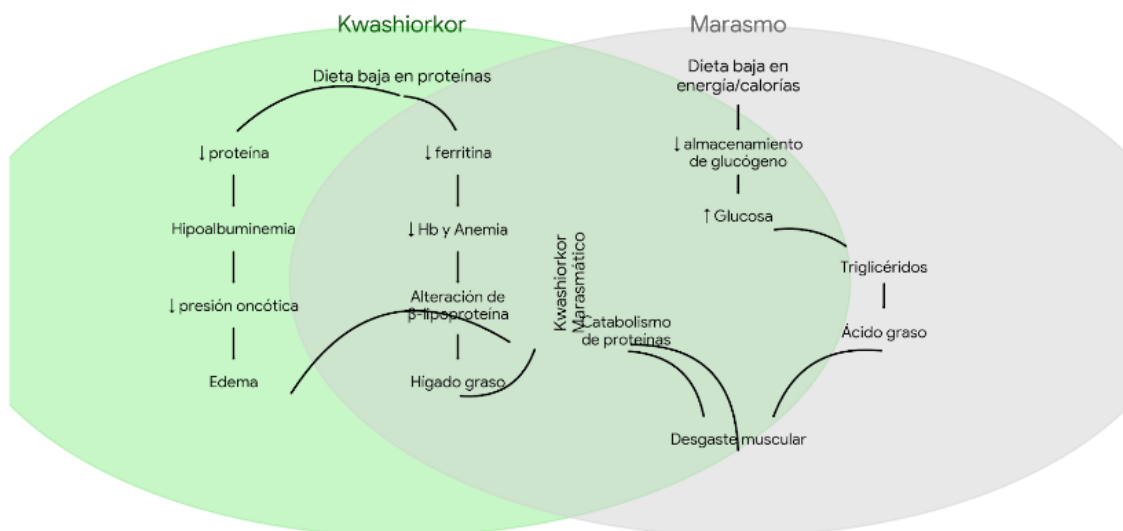 Kwashiorkor
Marasmo
Dieta baja en proteínas
Dieta baja en
energía/calorías
↓ proteína
↓ ferritina
↓ almacenamiento
de glucógeno
Hipoalbuminemia
↓ Hb y Anemia
↑ Glucosa
Kwashiorkor
Marasmático
Triglicéridos
↓ presión oncótica
Alteración de
β-lipoproteína
Catabolismo
de proteínas
Ácido graso
Edema
Hígado graso
Desgaste muscular